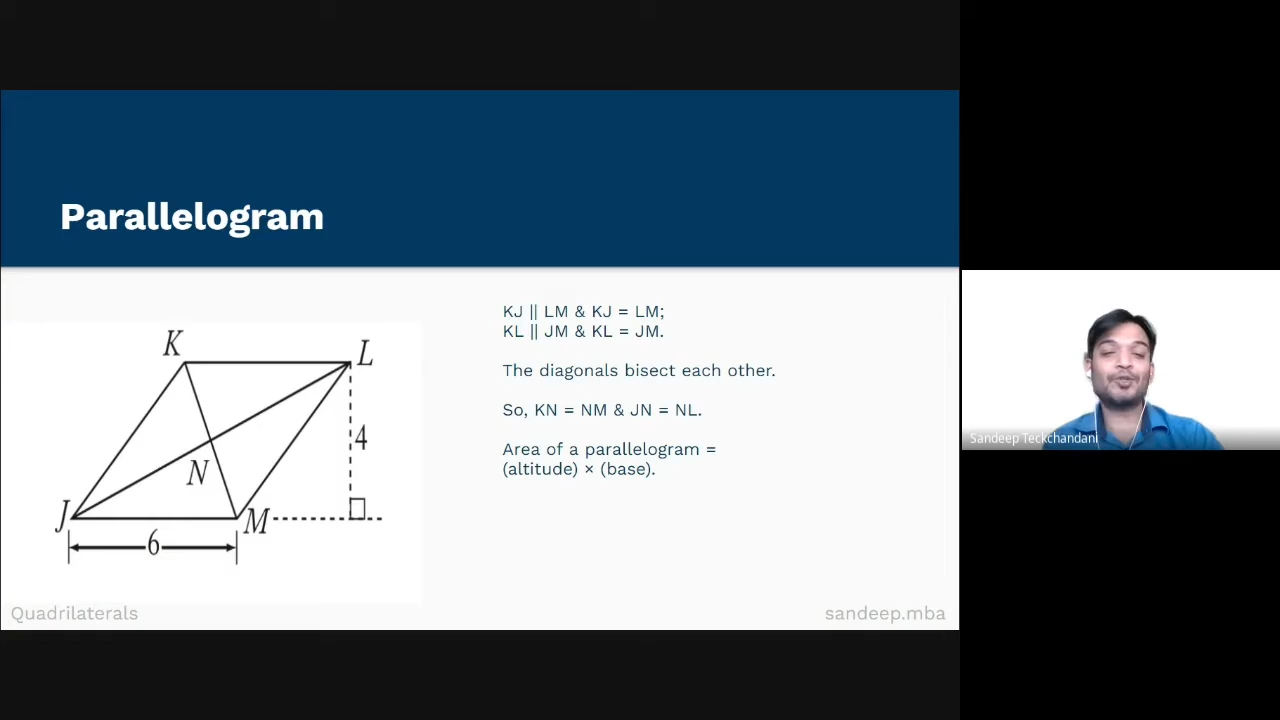 Parallelogram
KJ || LM & KJ = LM;
KL || JM & KL = JM.
The diagonals bisect each other.
So, KN = NM & JN = NL.
Area of a parallelogram =
(altitude) × (base).
K
L
4
N
J
M
6
Quadrilaterals
sandeep.mba
Sandeep Teckchandani